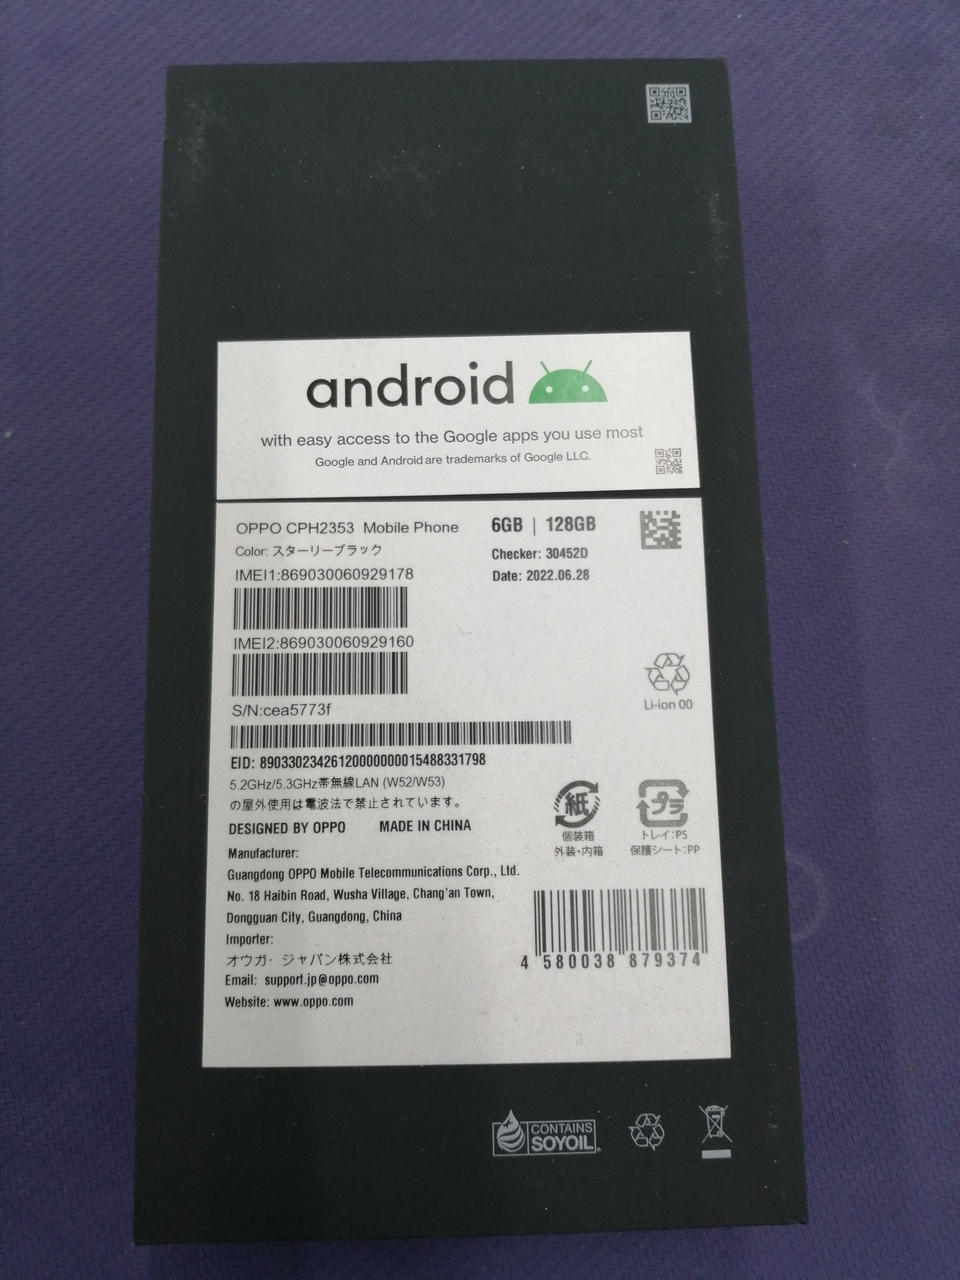 android
with easy access to the Google apps you use most
Google and Android are trademarks of Google LLC.
OPPO CPH2353 Mobile Phone
6GB | 128GB
Color: スターリーブラック
Checker: 30452D
IMEI1:869030060929178
Date: 2022.06.28
IMEI2:869030060929160
Li-ion 00
S/N:cea5773f
EID: 89033023426120000000015488331798
5.2GHz/5.3GHz帯無線LAN (W52/W53)
の屋外使用は電波法で禁止されています。
DESIGNED BY OPPO MADE IN CHINA
紙
個装箱
外装・内箱
プラ
トレイ:PS
保護シート:PP
Manufacturer:
Guangdong OPPO Mobile Telecommunications Corp., Ltd.
No. 18 Haibin Road, Wusha Village, Chang'an Town,
Dongguan City, Guangdong, China
Importer:
オウガ・ジャパン株式会社
Email: support.jp@oppo.com
Website: www.oppo.com
4 580038 879374
CONTAINS
SOYOIL